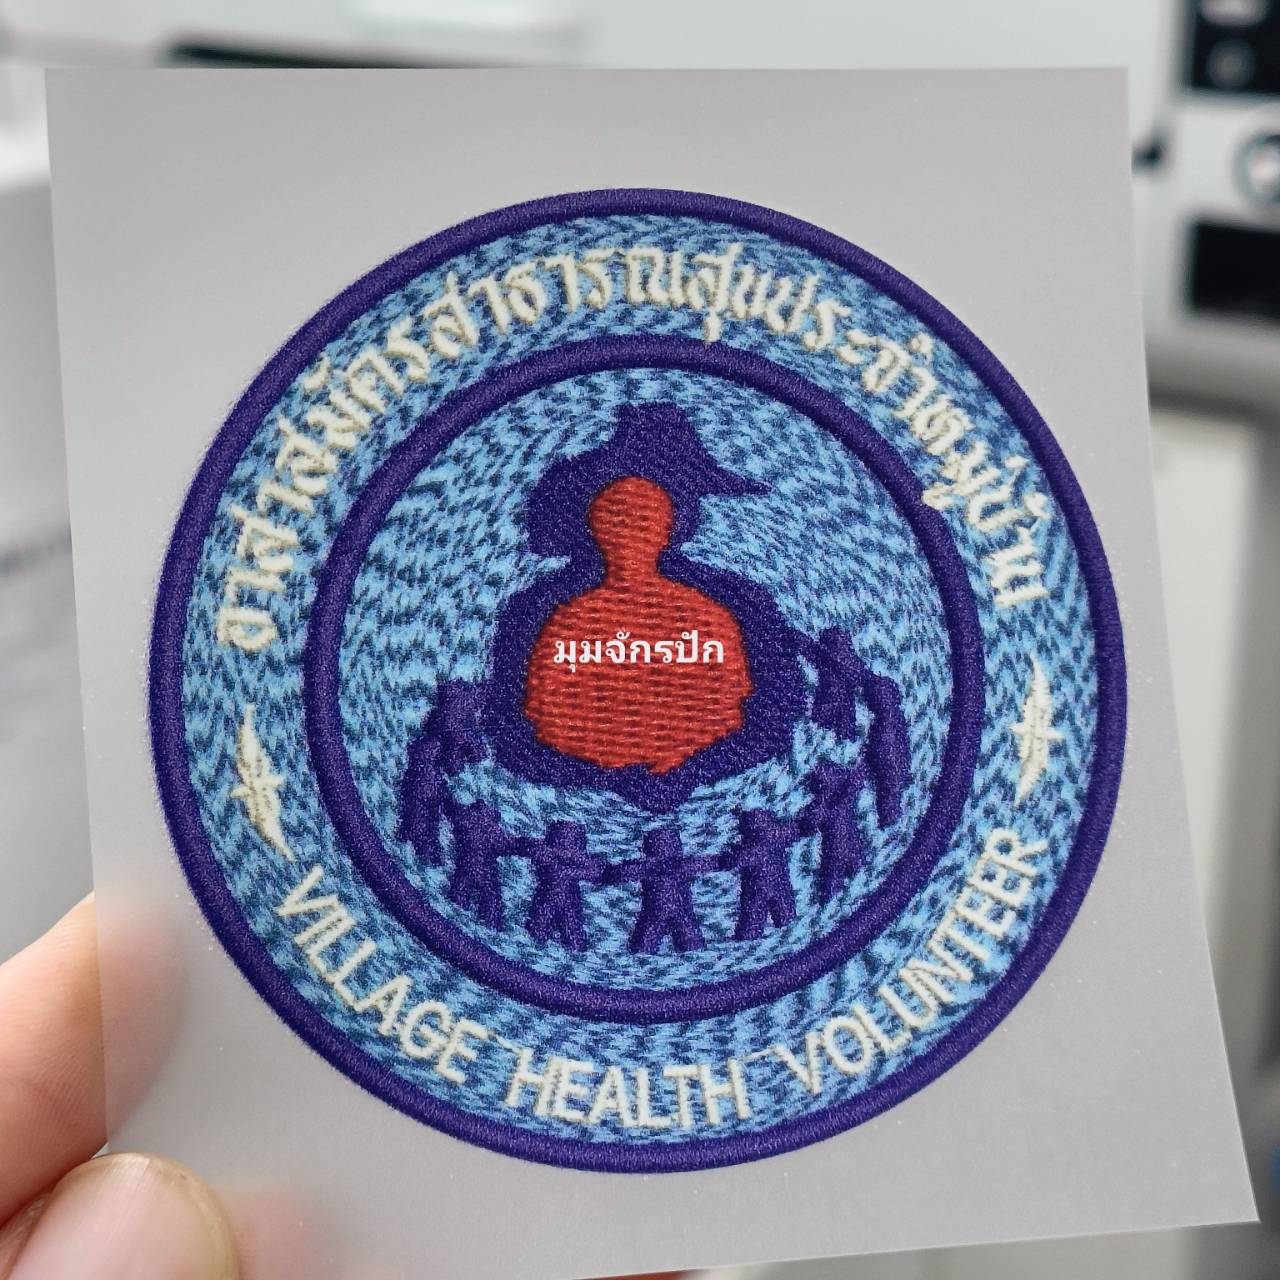 อาสาสมัครสาธารณสุขประจำหมู่บ้าน
มุมจักรปัก
VILLAGE HEALTH VOLUNTEER